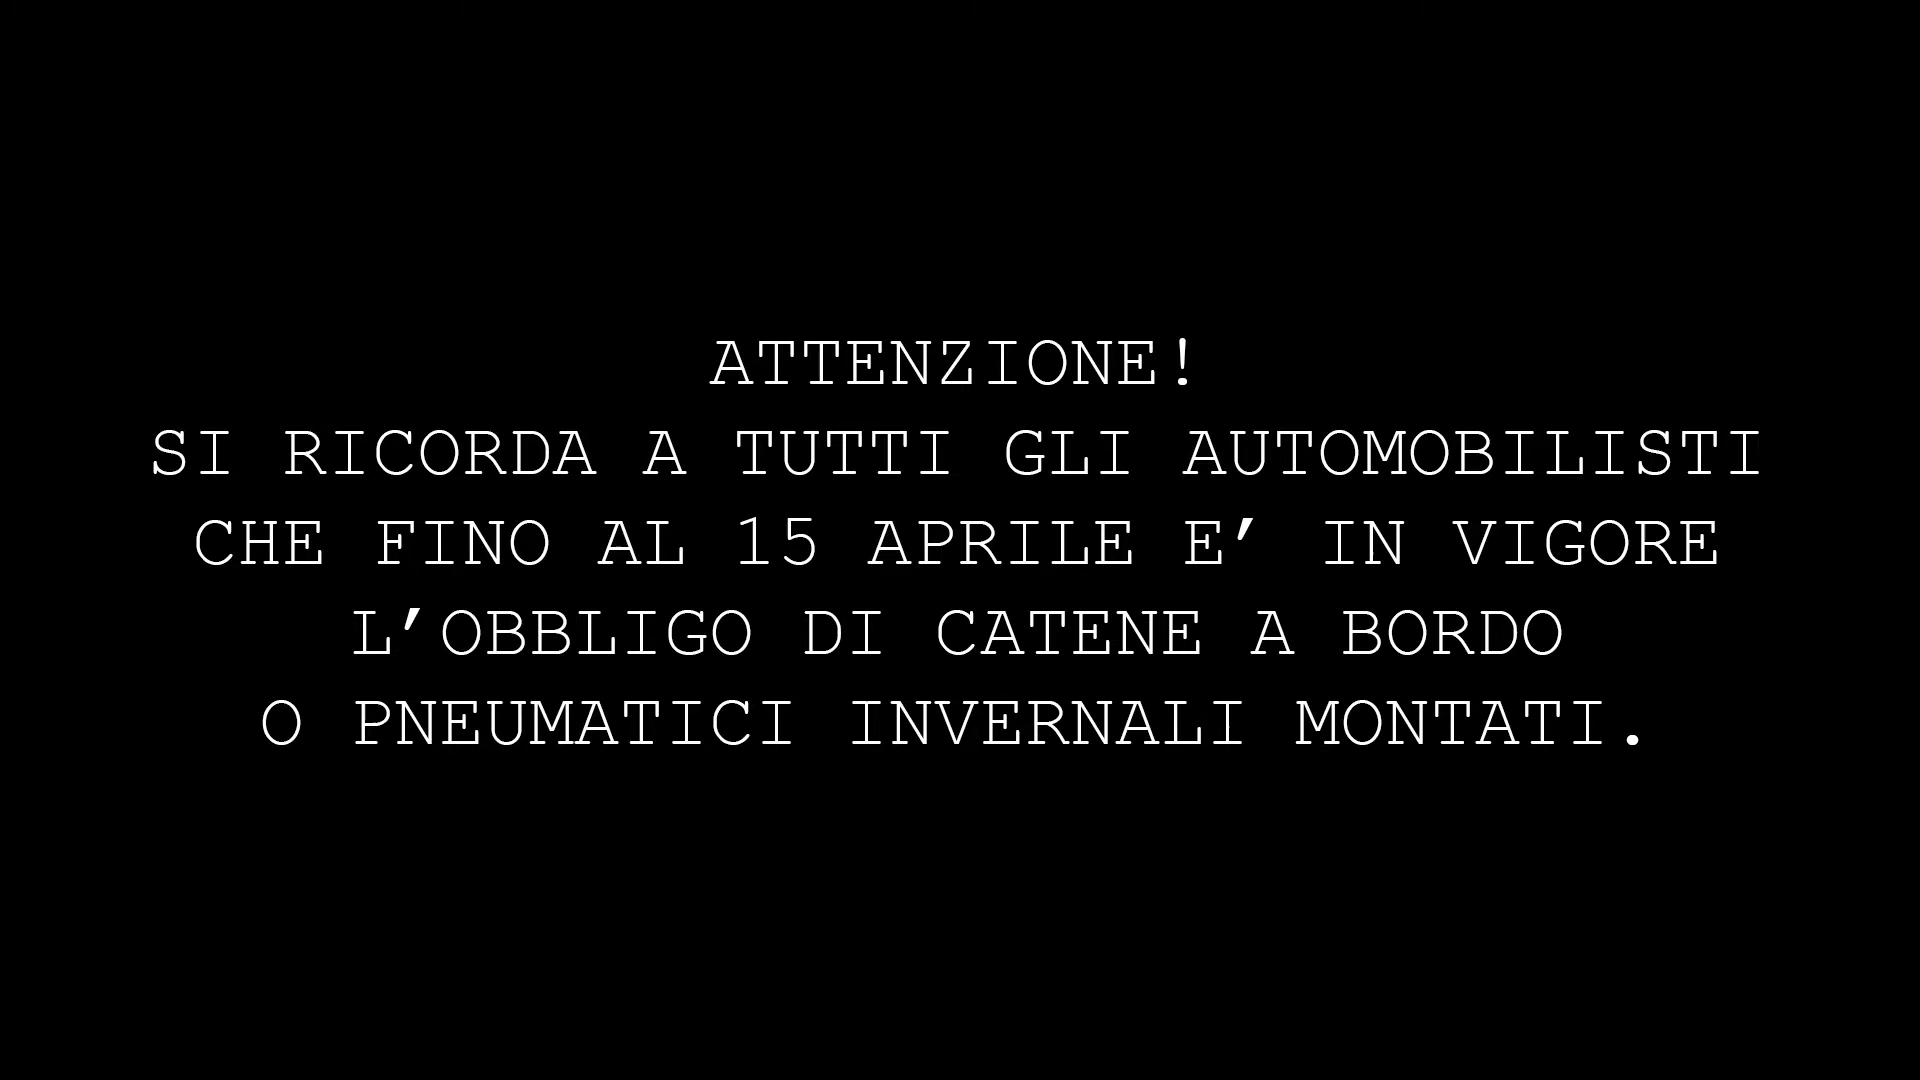 ATTENZIONE!
SI RICORDA A TUTTI GLI AUTOMOBILISTI
CHE FINO AL 15 APRILE E’ IN VIGORE
L’OBBLIGO DI CATENE A BORDO
O PNEUMATICI INVERNALI MONTATI.